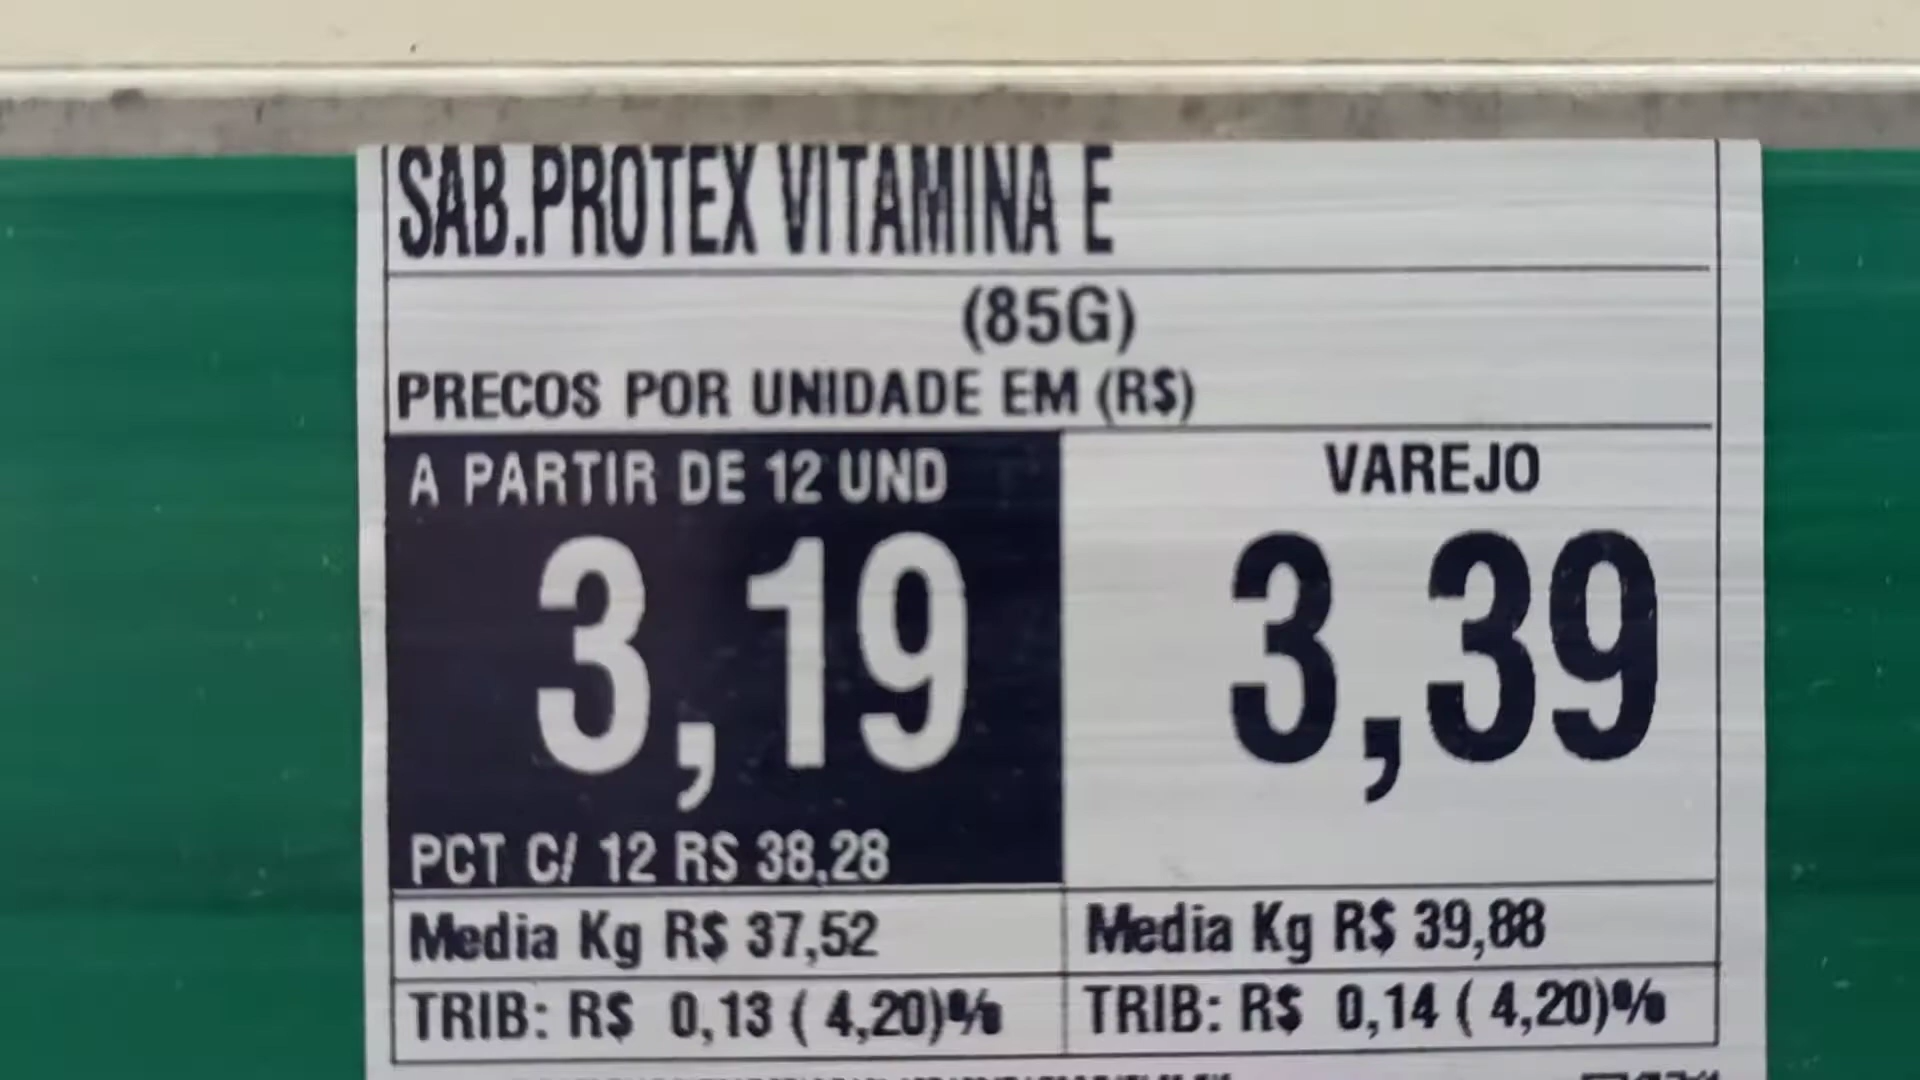 SAB.PROTEX VITAMINA E
(85G)
PRECOS POR UNIDADE EM (R$)
A PARTIR DE 12 UND
3,19
PCT C/ 12 R$ 38,28
VAREJO
3,39
Media Kg R$ 37,52
Media Kg R$ 39,88
TRIB: R$ 0,13 ( 4,20)%
TRIB: R$ 0,14 ( 4,20)%